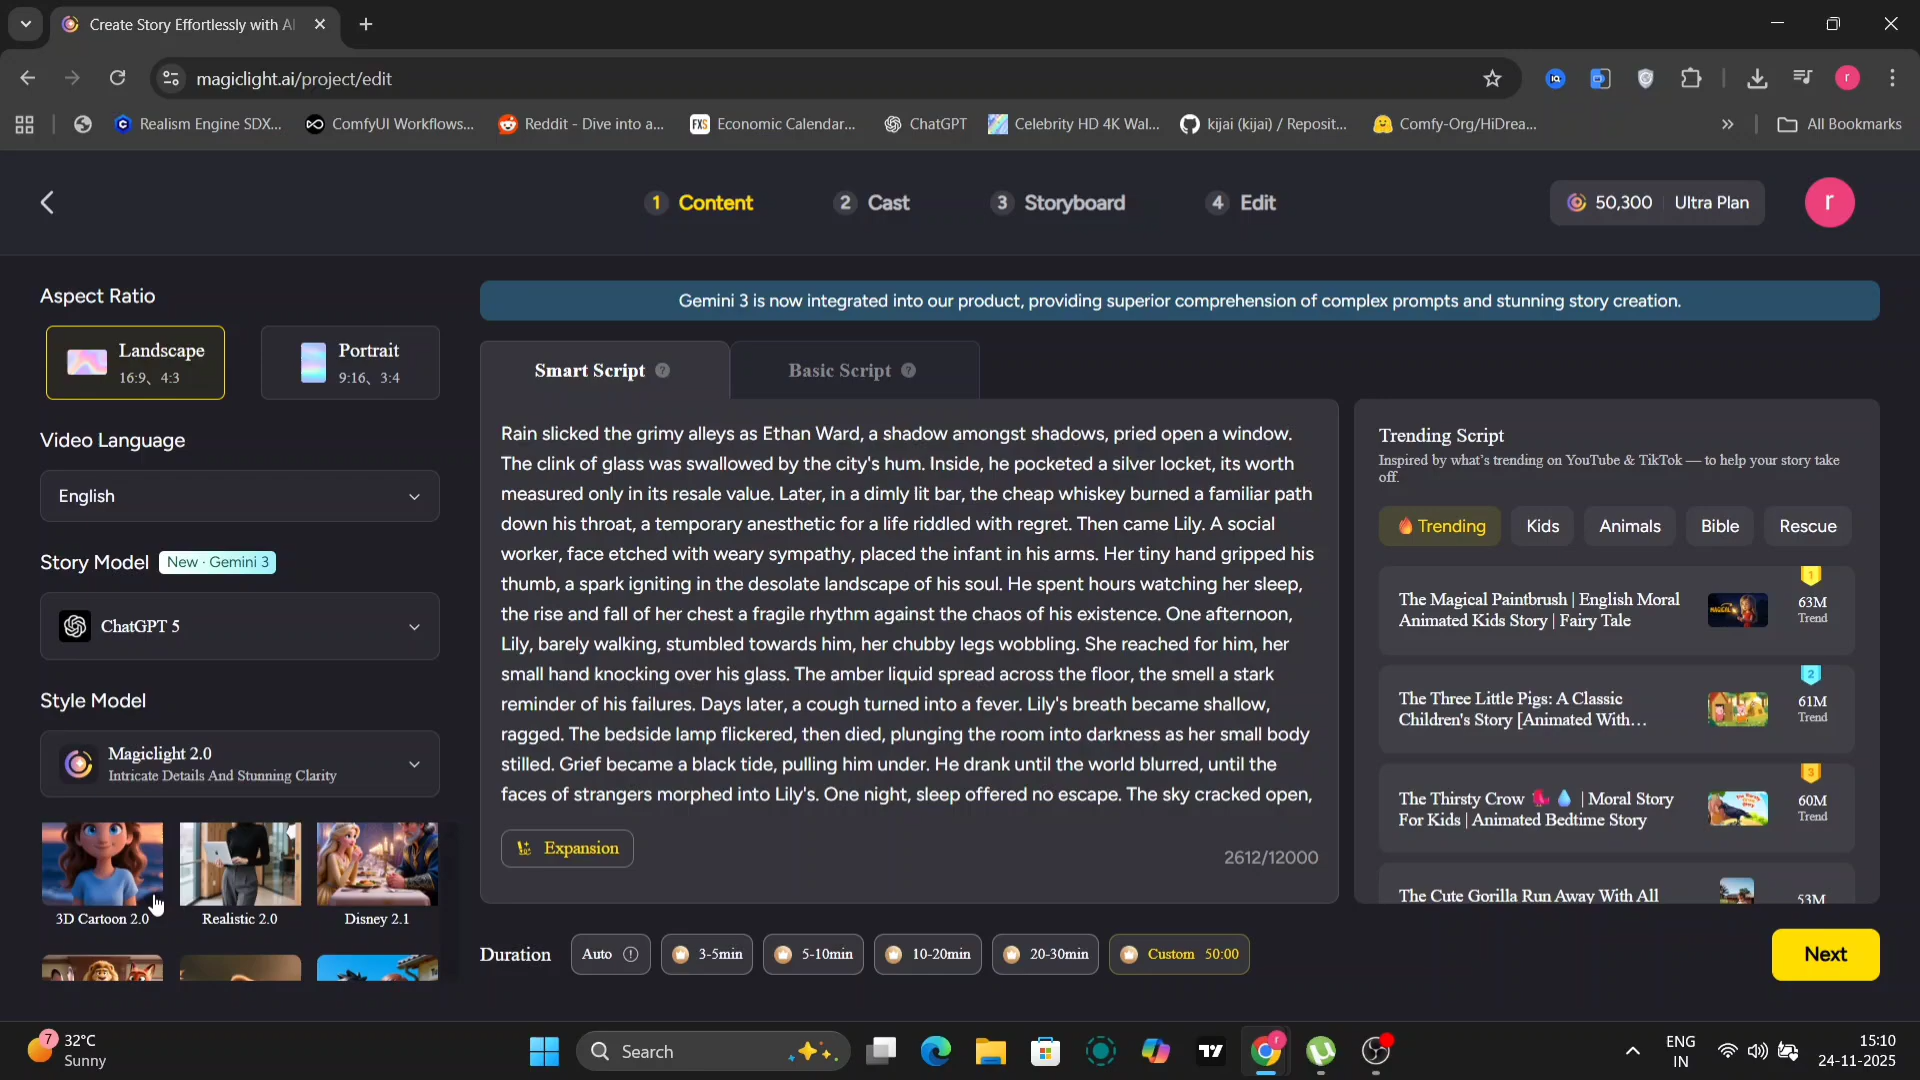 Create Story Effortlessly with AI
magiclight.ai/project/edit
Realism Engine SDX...
ComfyUI Workflows...
Reddit - Dive into a...
FXS
Economic Calendar...
ChatGPT
Celebrity HD 4K Wal...
kijai (kijai) / Reposit...
Comfy-Org/HiDrea...
All Bookmarks
1 Content
2 Cast
3 Storyboard
4 Edit
50,300
Ultra Plan
r
Aspect Ratio
Landscape
16:9、4:3
Portrait
9:16、3:4
Video Language
English
Story Model New · Gemini 3
ChatGPT 5
Style Model
Magiclight 2.0
Intricate Details And Stunning Clarity
3D Cartoon 2.0
Realistic 2.0
Disney 2.1
Gemini 3 is now integrated into our product, providing superior comprehension of complex prompts and stunning story creation.
Smart Script
Basic Script
Rain slicked the grimy alleys as Ethan Ward, a shadow amongst shadows, pried open a window.
The clink of glass was swallowed by the city's hum. Inside, he pocketed a silver locket, its worth
measured only in its resale value. Later, in a dimly lit bar, the cheap whiskey burned a familiar path
down his throat, a temporary anesthetic for a life riddled with regret. Then came Lily. A social
worker, face etched with weary sympathy, placed the infant in his arms. Her tiny hand gripped his
thumb, a spark igniting in the desolate landscape of his soul. He spent hours watching her sleep,
the rise and fall of her chest a fragile rhythm against the chaos of his existence. One afternoon,
Lily, barely walking, stumbled towards him, her chubby legs wobbling. She reached for him, her
small hand knocking over his glass. The amber liquid spread across the floor, the smell a stark
reminder of his failures. Days later, a cough turned into a fever. Lily's breath became shallow,
ragged. The bedside lamp flickered, then died, plunging the room into darkness as her small body
stilled. Grief became a black tide, pulling him under. He drank until the world blurred, until the
faces of strangers morphed into Lily's. One night, sleep offered no escape. The sky cracked open,
Expansion
2612/12000
Trending Script
Inspired by what's trending on YouTube & TikTok — to help your story take
off.
Trending
Kids
Animals
Bible
Rescue
The Magical Paintbrush | English Moral
Animated Kids Story | Fairy Tale
MAGICAL
1
63M
Trend
The Three Little Pigs: A Classic
Children's Story [Animated With...
2
61M
Trend
The Thirsty Crow | Moral Story
For Kids | Animated Bedtime Story
3
60M
Trend
The Cute Gorilla Run Away With All
53M
Duration
Auto
3-5min
5-10min
10-20min
20-30min
Custom 50:00
Next
7
32°C
Sunny
Search
ENG
IN
15:10
24-11-2025